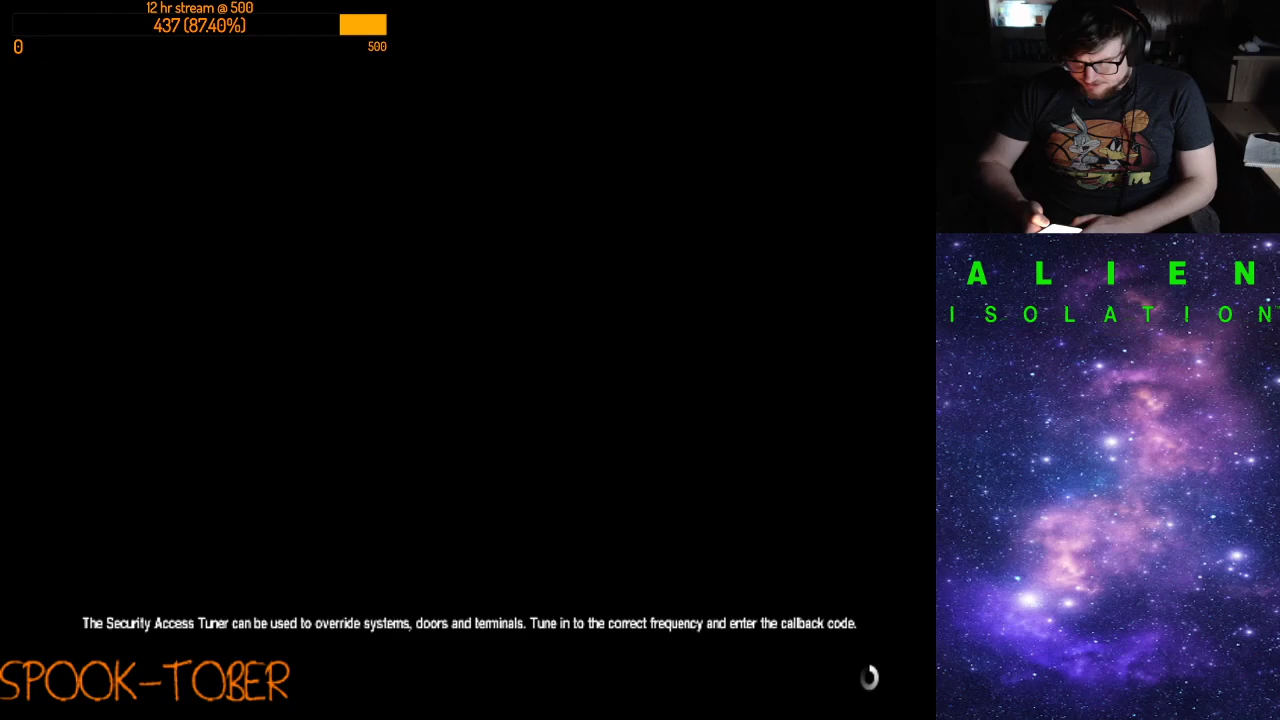 12 hr stream @ 500
437 (87.40%)
0
500
A L I E N
I S O L A T I O N
The Security Access Tuner can be used to override systems, doors and terminals. Tune in to the correct frequency and enter the callback code.
SPOOK-TOBER